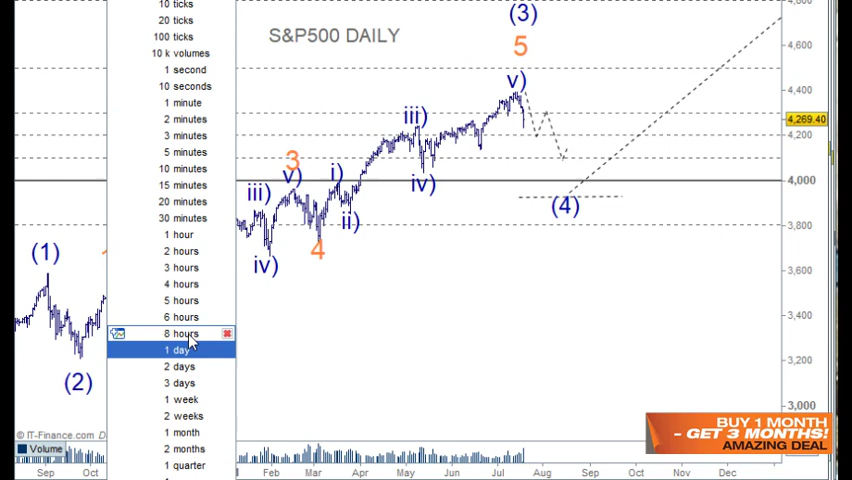 10 ticks
20 ticks
100 ticks
10 k volumes
1 second
10 seconds
1 minute
2 minutes
3 minutes
5 minutes
10 minutes
15 minutes
20 minutes
30 minutes
1 hour
2 hours
3 hours
4 hours
5 hours
6 hours
8 hours
1 day
2 days
3 days
1 week
2 weeks
1 month
2 months
1 quarter
S&P500 DAILY
(3)
5
v)
iii)
3
v)
i)
iii)
iv)
ii)
4
iv)
(1)
(2)
(4)
4,800
4,600
4,400
4,269.40
4,200
4,000
3,800
3,600
3,400
3,200
3,000
BUY 1 MONTH
- GET 3 MONTHS!
AMAZING DEAL
© IT-Finance.com
Volume
Sep Oct Feb Mar Apr May Jun Jul Aug Sep Oct Nov Dec